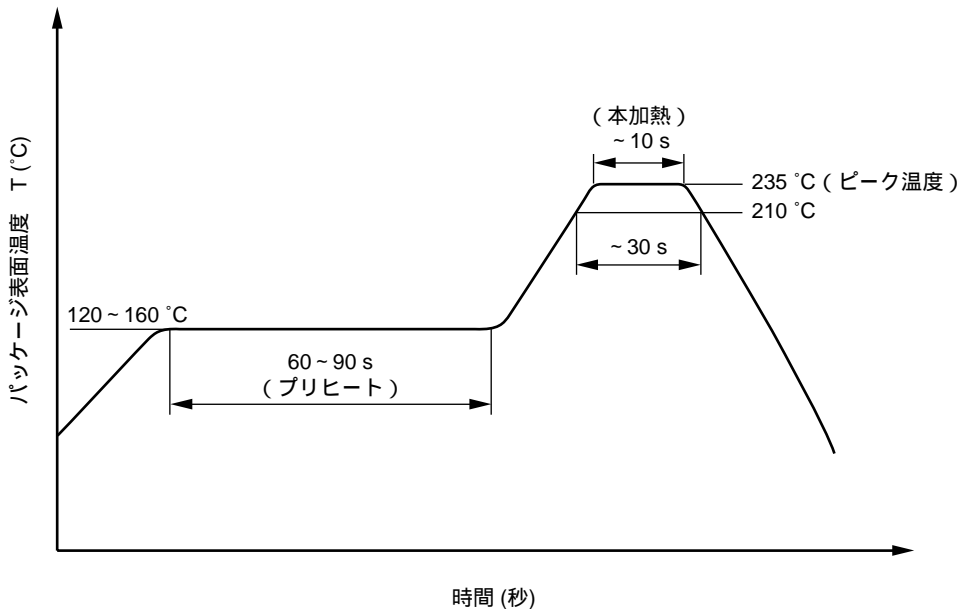 (本加熱)
~ 10 s
235 ˚C (ピーク温度)
210 ˚C
~ 30 s
120 ~ 160 ˚C
60 ~ 90 s
(プリヒート)
パッケージ表面温度 T (˚C)
時間 (秒)